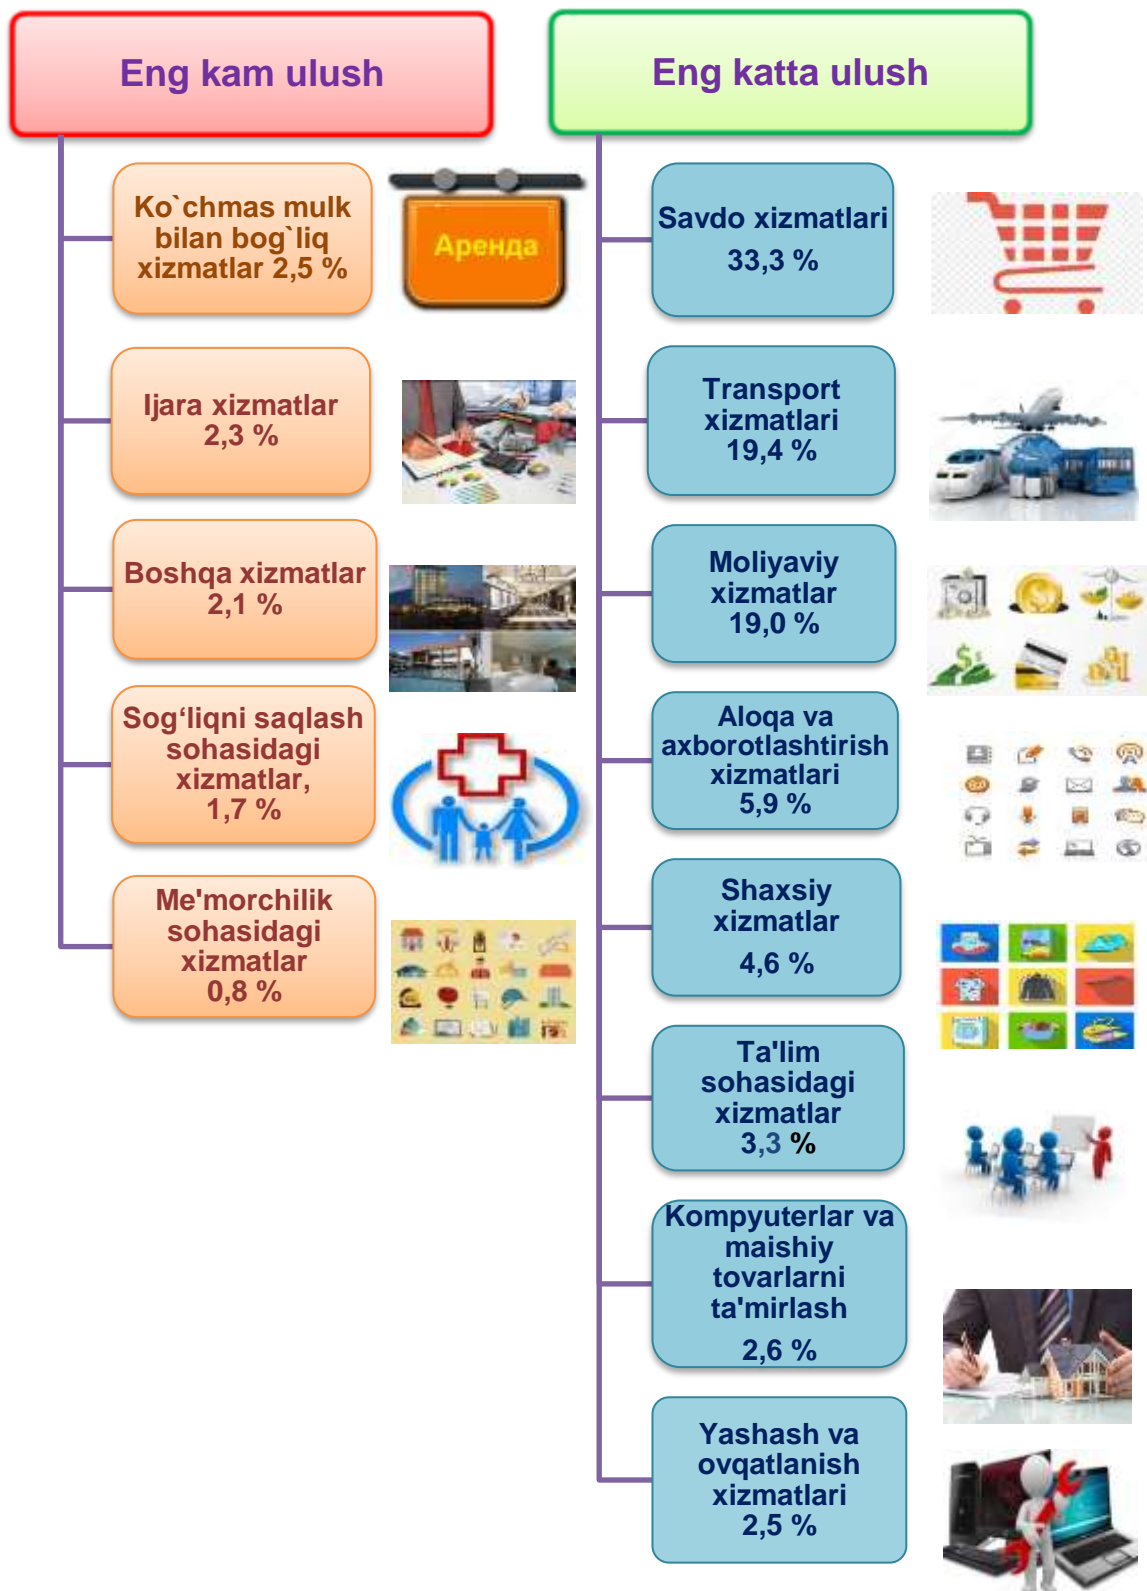 Eng kam ulush
Ko`chmas mulk
bilan bog`liq
xizmatlar 2,5 %
Аренда
Ijara xizmatlar
2,3 %
Boshqa xizmatlar
2,1 %
Sog‘liqni saqlash
sohasidagi
xizmatlar,
1,7 %
Me'morchilik
sohasidagi
xizmatlar
0,8 %
Eng katta ulush
Savdo xizmatlari
33,3 %
Transport
xizmatlari
19,4 %
Moliyaviy
xizmatlar
19,0 %
Aloqa va
axborotlashtirish
xizmatlari
5,9 %
Shaxsiy
xizmatlar
4,6 %
Ta'lim
sohasidagi
xizmatlar
3,3 %
Kompyuterlar va
maishiy
tovarlarni
ta'mirlash
2,6 %
Yashash va
ovqatlanish
xizmatlari
2,5 %